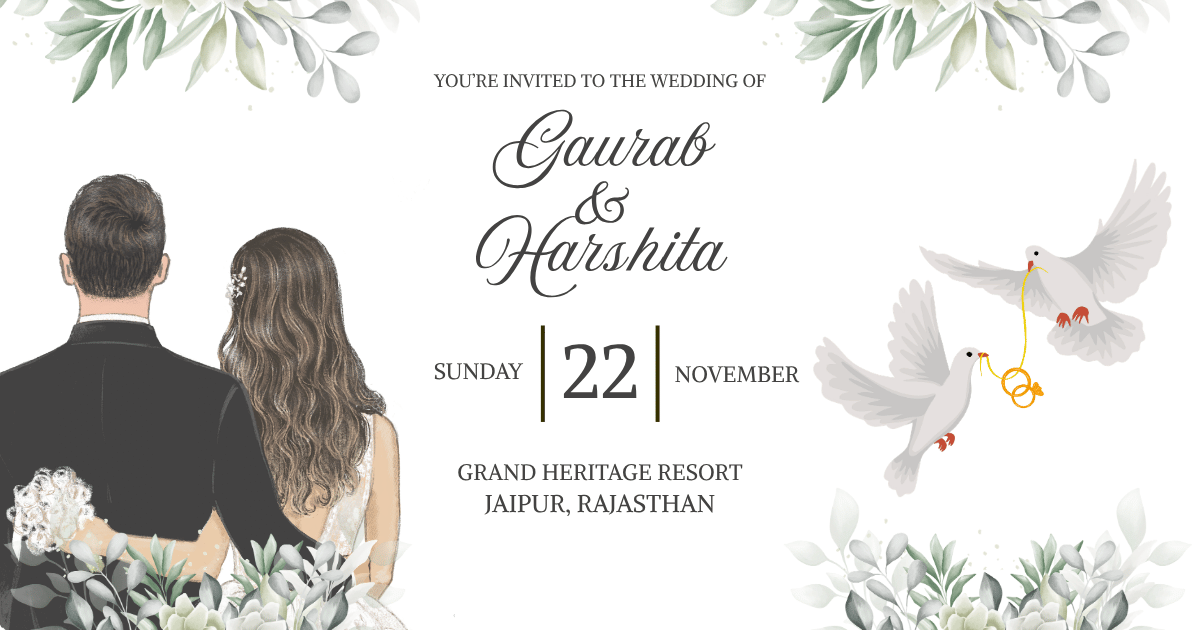 YOU'RE INVITED TO THE WEDDING OF
Gaurab
&
Harshita
SUNDAY 22 NOVEMBER
GRAND HERITAGE RESORT
JAIPUR, RAJASTHAN